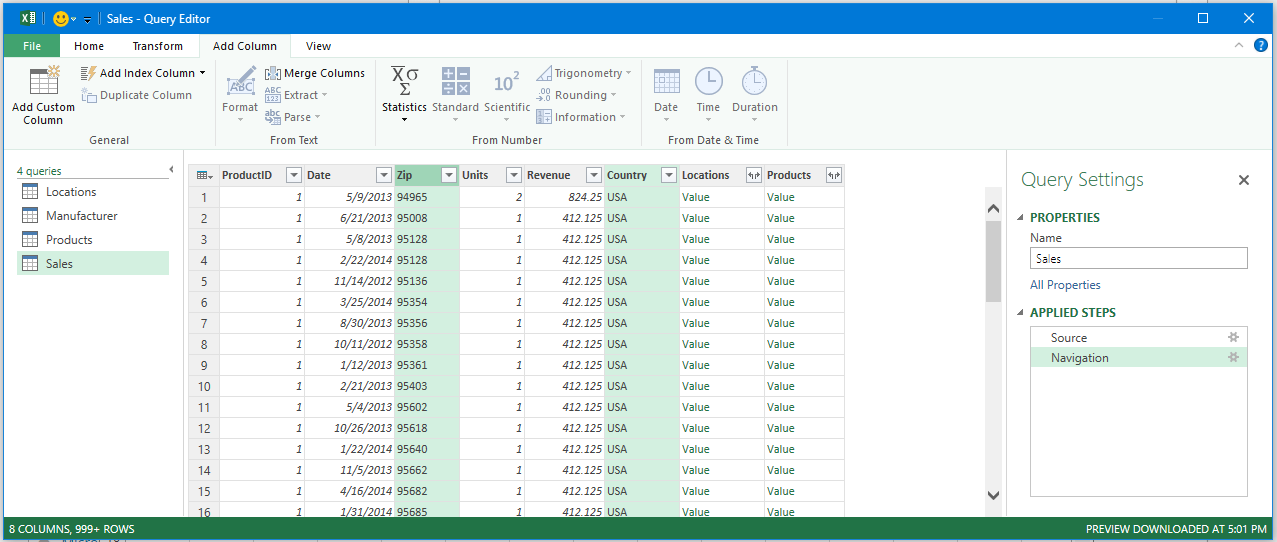 Sales - Query Editor
File Home Transform Add Column View
Add Custom Column
Add Index Column
Duplicate Column
General
Format
Merge Columns
Extract
Parse
From Text
Statistics
Standard
10² Scientific
Trigonometry
Rounding
Information
From Number
Date
Time
Duration
From Date & Time
4 queries
Locations
Manufacturer
Products
Sales
ProductID Date Zip Units Revenue Country Locations Products
1 1 5/9/2013 94965 2 824.25 USA Value Value
2 1 6/21/2013 95008 1 412.125 USA Value Value
3 1 5/8/2013 95128 1 412.125 USA Value Value
4 1 2/22/2014 95128 1 412.125 USA Value Value
5 1 11/14/2012 95136 1 412.125 USA Value Value
6 1 3/25/2014 95354 1 412.125 USA Value Value
7 1 8/30/2013 95356 1 412.125 USA Value Value
8 1 10/11/2012 95358 1 412.125 USA Value Value
9 1 1/12/2013 95361 1 412.125 USA Value Value
10 1 2/21/2013 95403 1 412.125 USA Value Value
11 1 5/4/2013 95602 1 412.125 USA Value Value
12 1 10/26/2013 95618 1 412.125 USA Value Value
13 1 1/22/2014 95640 1 412.125 USA Value Value
14 1 11/5/2013 95662 1 412.125 USA Value Value
15 1 4/16/2014 95682 1 412.125 USA Value Value
16 1 1/31/2014 95685 1 412.125 USA Value Value
Query Settings
PROPERTIES
Name
Sales
All Properties
APPLIED STEPS
Source
Navigation
8 COLUMNS, 999+ ROWS
PREVIEW DOWNLOADED AT 5:01 PM